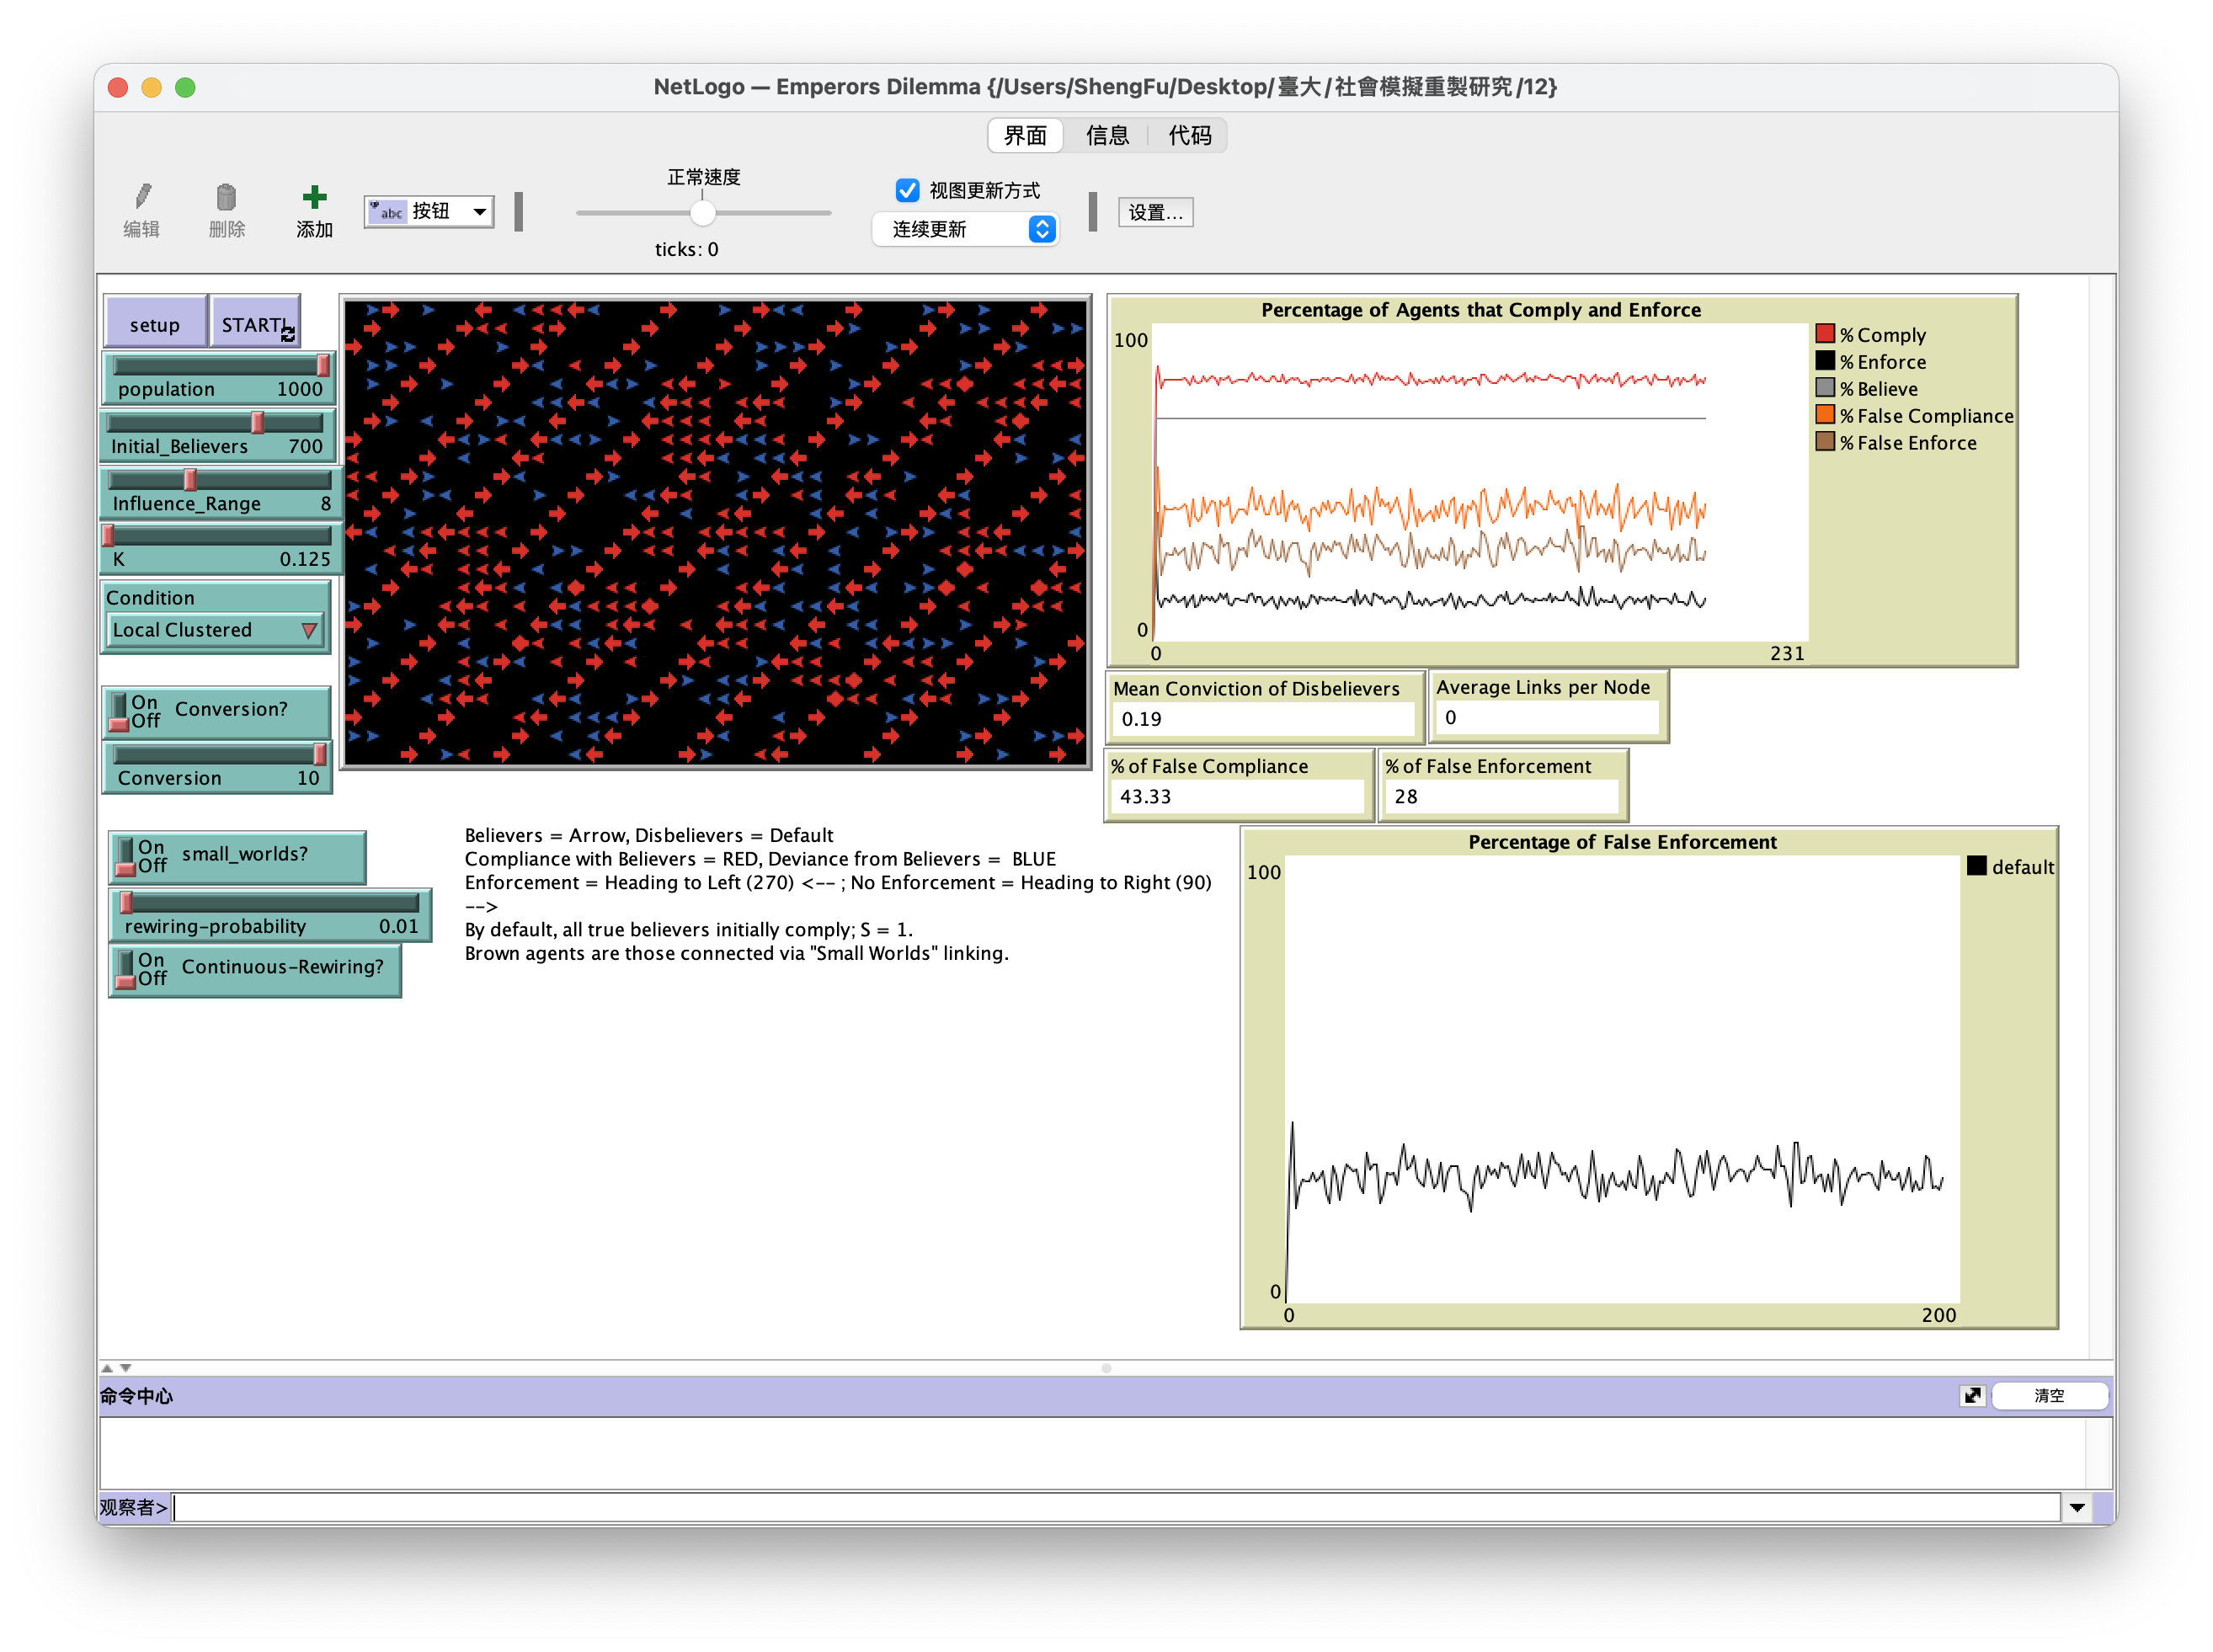 NetLogo — Emperors Dilemma {/Users/ShengFu/Desktop/臺大/社會模擬重製研究/12}
界面 信息 代码
编辑 删除 添加
abc 按钮
正常速度
ticks: 0
视图更新方式
连续更新
设置...
setup START!
population 1000
Initial_Believers 700
Influence_Range 8
K 0.125
Condition
Local Clustered
On
Off
Conversion?
Conversion 10
On
Off
small_worlds?
rewiring-probability 0.01
On
Off
Continuous-Rewiring?
Percentage of Agents that Comply and Enforce
100
0
0 231
% Comply
% Enforce
% Believe
% False Compliance
% False Enforce
Mean Conviction of Disbelievers
0.19
Average Links per Node
0
% of False Compliance
43.33
% of False Enforcement
28
Believers = Arrow, Disbelievers = Default
Compliance with Believers = RED, Deviance from Believers = BLUE
Enforcement = Heading to Left (270) <-- ; No Enforcement = Heading to Right (90)
-->
By default, all true believers initially comply; S = 1.
Brown agents are those connected via "Small Worlds" linking.
Percentage of False Enforcement
100
0
0 200
default
命令中心
清空
观察者>